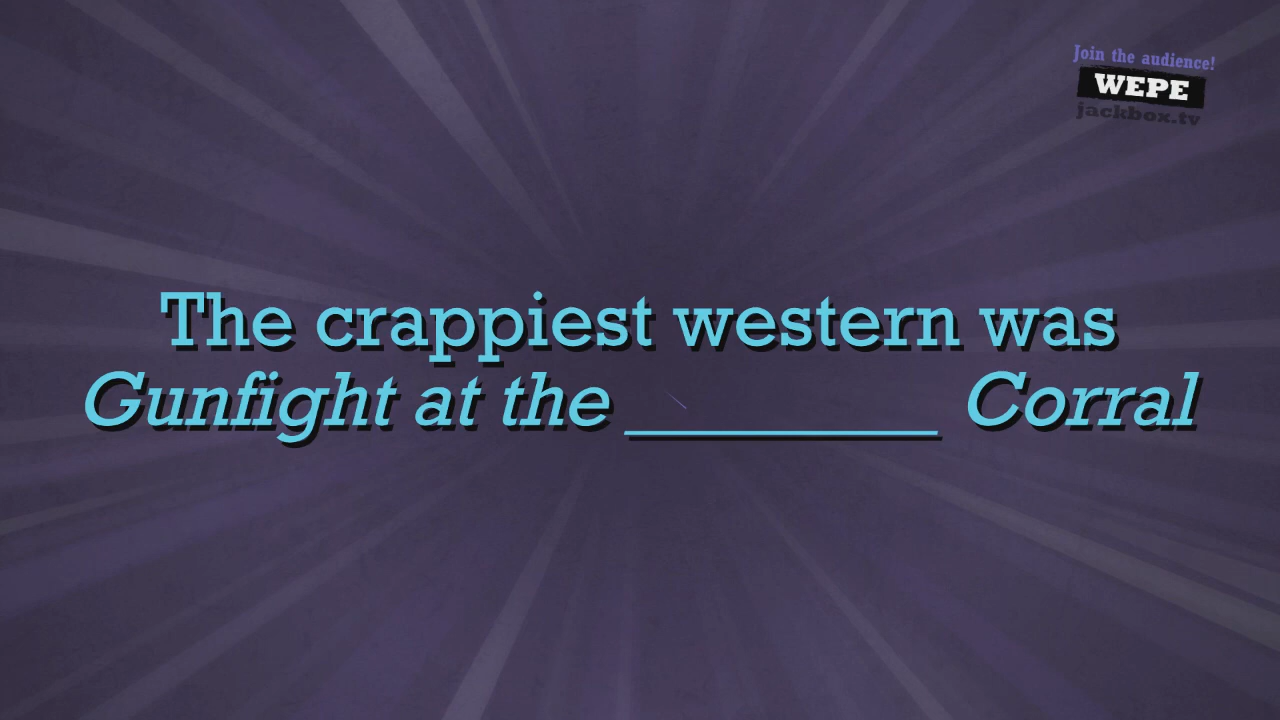 Join the audience!
WEPE
jackbox.tv
The crappiest western was
Gunfight at the ________ Corral